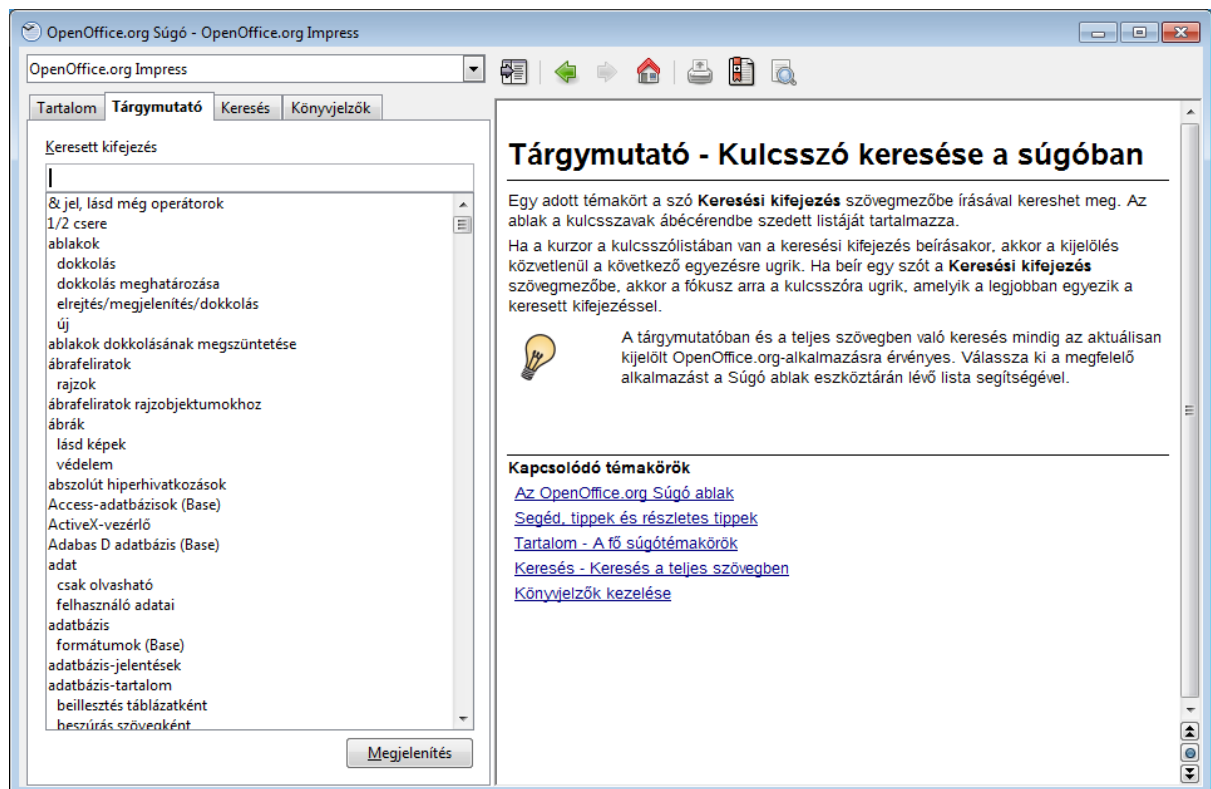 OpenOffice.org Súgó - OpenOffice.org Impress
OpenOffice.org Impress
Tartalom Tárgymutató Keresés Könyvjelzők
Keresett kifejezés
& jel, lásd még operátorok
1/2 csere
ablakok
dokkolás
dokkolás meghatározása
elrejtés/megjelenítés/dokkolás
új
ablakok dokkolásának megszüntetése
ábrafeliratok
rajzok
ábrafeliratok rajzobjektumokhoz
ábrák
lásd képek
védelem
abszolút hiperhivatkozások
Access-adatbázisok (Base)
ActiveX-vezérlő
Adabas D adatbázis (Base)
adat
csak olvasható
felhasználó adatai
adatbázis
formátumok (Base)
adatbázis-jelentések
adatbázis-tartalom
beillesztés táblázatként
beszúrás szövegként
Megjelenítés
Tárgymutató - Kulcsszó keresése a súgóban
Egy adott témakört a szó Keresési kifejezés szövegmezőbe írásával kereshet meg. Az
ablak a kulcsszavak ábécérendbe szedett listáját tartalmazza.
Ha a kurzor a kulcsszólistában van a keresési kifejezés beírásakor, akkor a kijelölés
közvetlenül a következő egyezésre ugrik. Ha beír egy szót a Keresési kifejezés
szövegmezőbe, akkor a fókusz arra a kulcsszóra ugrik, amelyik a legjobban egyezik a
keresett kifejezéssel.
A tárgymutatóban és a teljes szövegben való keresés mindig az aktuálisan
kijelölt OpenOffice.org-alkalmazásra érvényes. Válassza ki a megfelelő
alkalmazást a Súgó ablak eszköztárán lévő lista segítségével.
Kapcsolódó témakörök
Az OpenOffice.org Súgó ablak
Segéd, tippek és részletes tippek
Tartalom - A fő súgótémakörök
Keresés - Keresés a teljes szövegben
Könyvjelzők kezelése